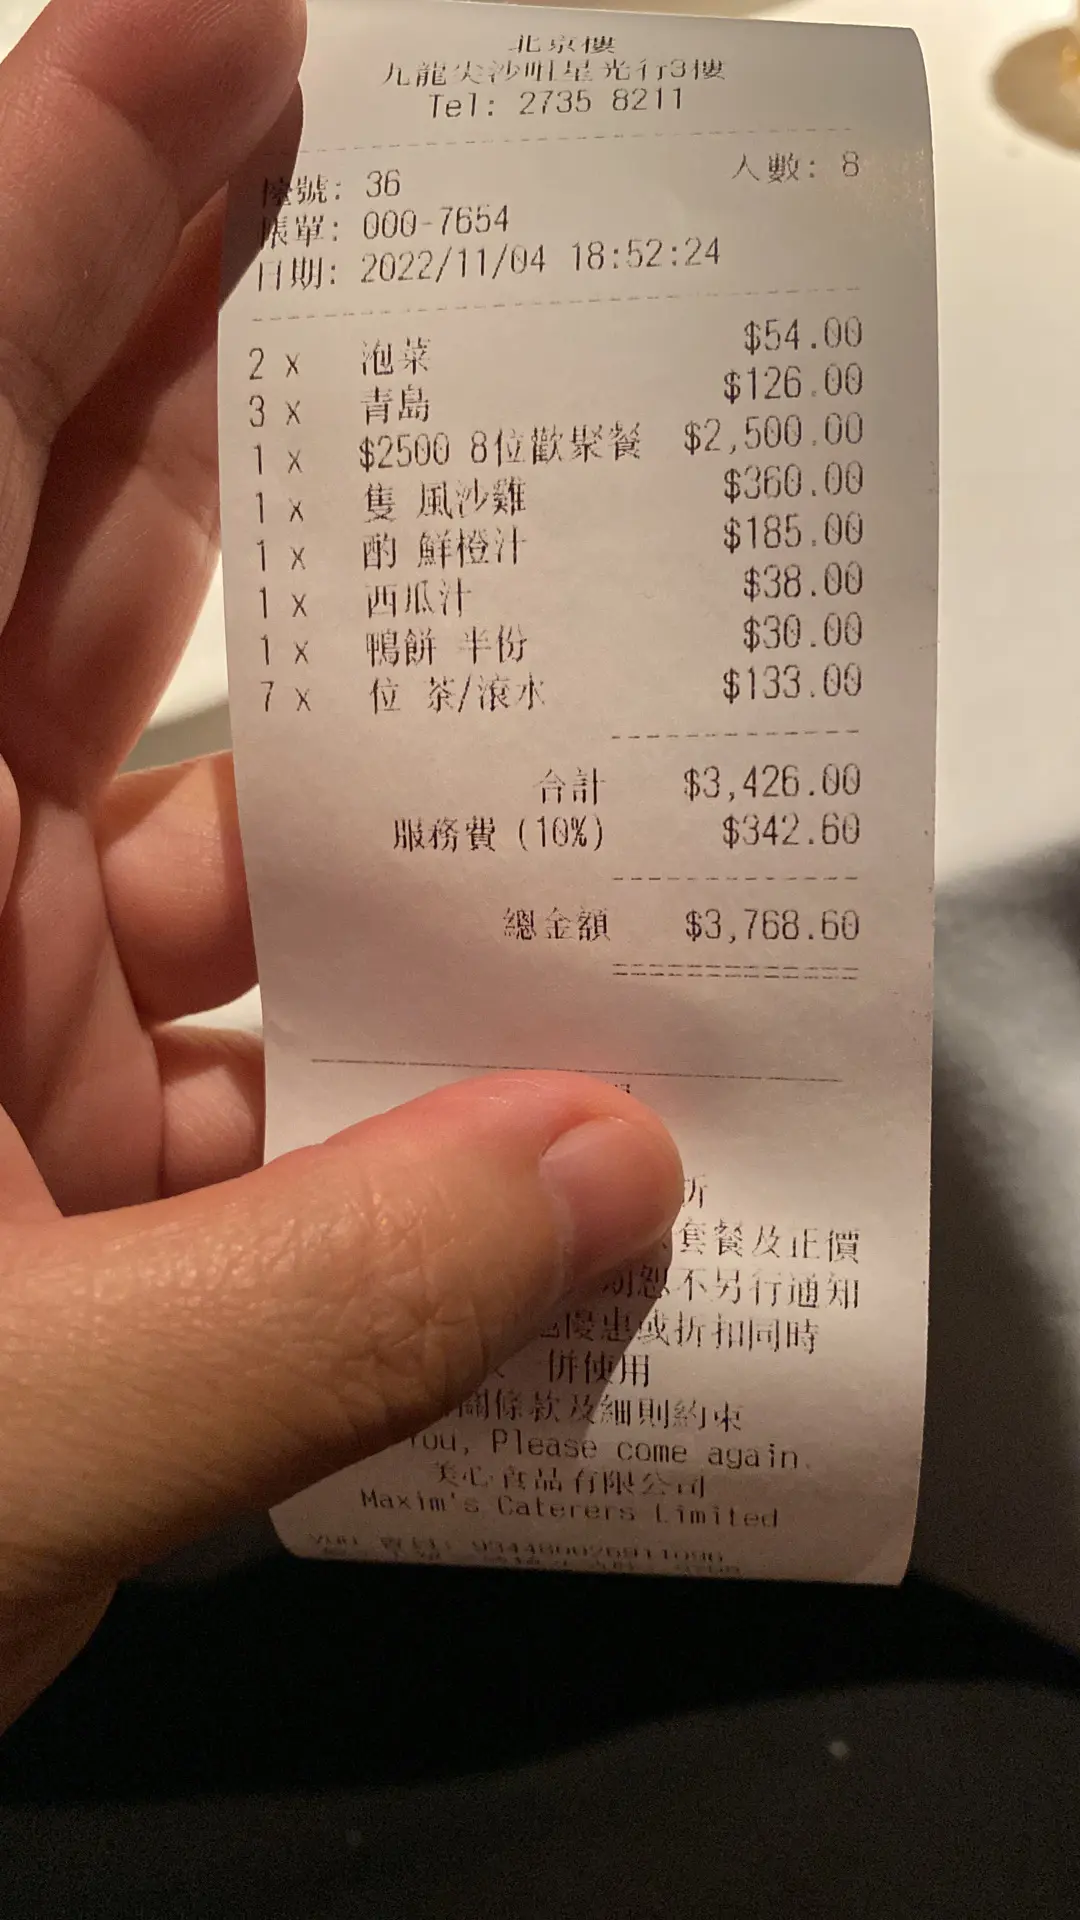 北京樓
九龍尖沙咀星光行3樓
Tel: 2735 8211
檯號: 36 人數: 8
帳單: 000-7654
日期: 2022/11/04 18:52:24
2 x 泡菜 $54.00
3 x 青島 $126.00
1 x $2500 8位歡聚餐 $2,500.00
1 x 隻 風沙雞 $360.00
1 x 酌 鮮橙汁 $185.00
1 x 西瓜汁 $38.00
1 x 鴨餅 半份 $30.00
7 x 位 茶/滾水 $133.00
合計 $3,426.00
服務費 (10%) $342.60
總金額 $3,768.60
折
套餐及正價
恕不另行通知
優惠或折扣同時
併使用
關條款及細則約束
You, Please come again.
美心食品有限公司
Maxim's Caterers Limited